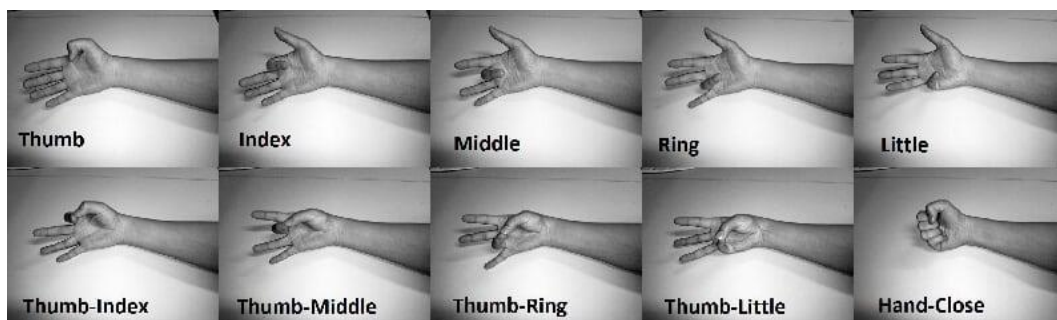 Thumb
Index
Middle
Ring
Little
Thumb-Index
Thumb-Middle
Thumb-Ring
Thumb-Little
Hand-Close